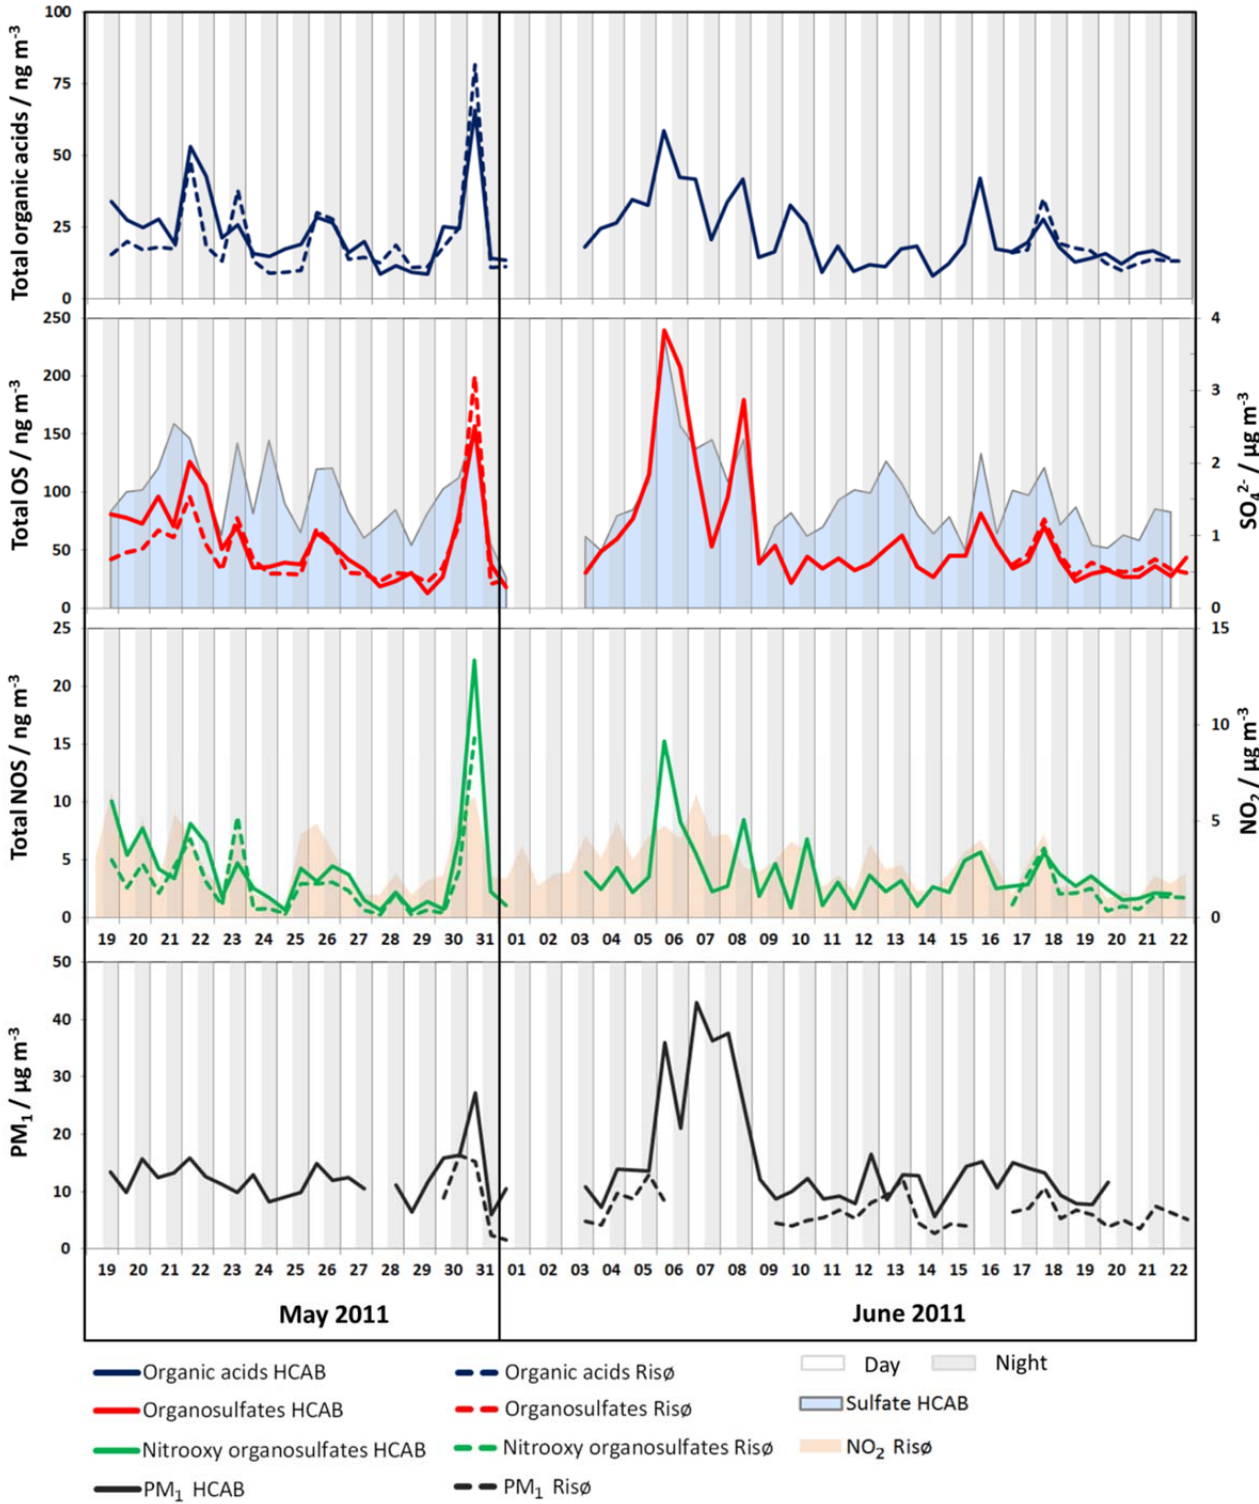 Total organic acids / ng m-3
100
75
50
25
0
Total OS / ng m-3
250
200
150
100
50
0
SO42- / µg m-3
4
3
2
1
0
Total NOS / ng m-3
25
20
15
10
5
0
NO2 / µg m-3
15
10
5
0
19 20 21 22 23 24 25 26 27 28 29 30 31 01 02 03 04 05 06 07 08 09 10 11 12 13 14 15 16 17 18 19 20 21 22
PM1 / µg m-3
50
40
30
20
10
0
19 20 21 22 23 24 25 26 27 28 29 30 31 01 02 03 04 05 06 07 08 09 10 11 12 13 14 15 16 17 18 19 20 21 22
May 2011 June 2011
Organic acids HCAB Organic acids Risø Day Night
Organosulfates HCAB Organosulfates Risø Sulfate HCAB
Nitrooxy organosulfates HCAB Nitrooxy organosulfates Risø NO2 Risø
PM1 HCAB PM1 Risø